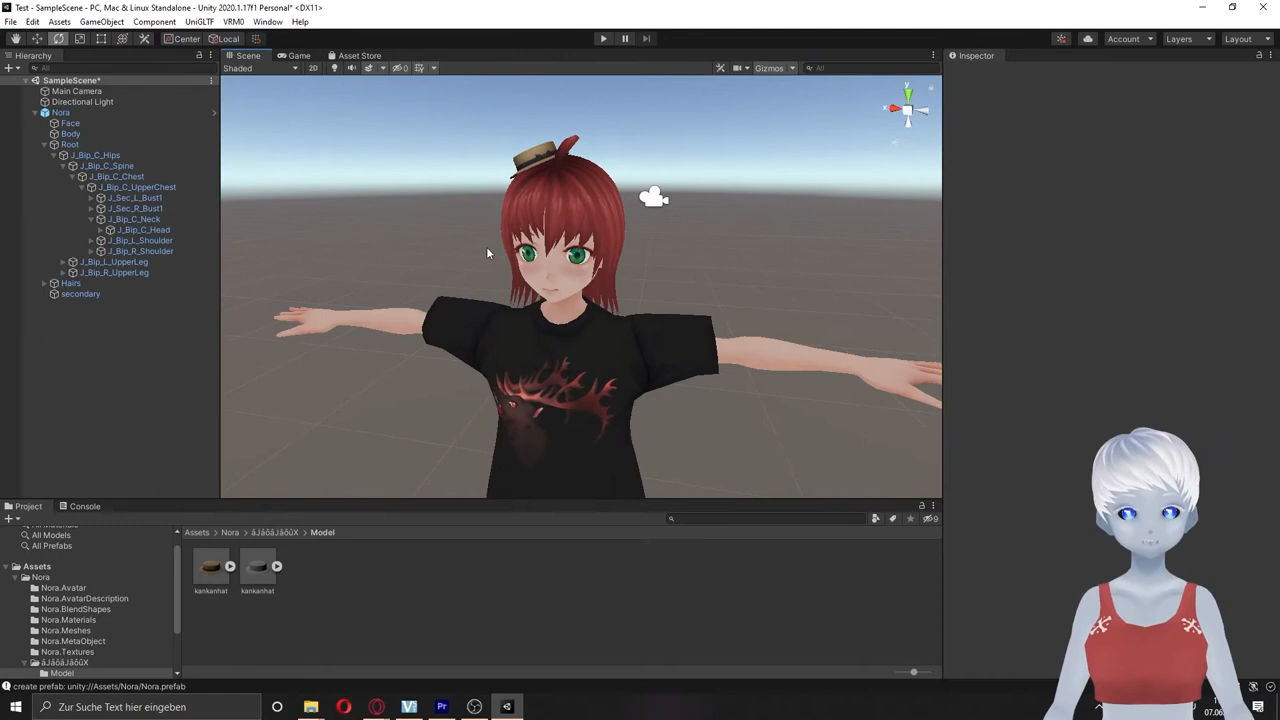 Test - SampleScene - PC, Mac & Linux Standalone - Unity 2020.1.17f1 Personal* <DX11>
File Edit Assets GameObject Component UniGLTF VRM0 Window Help
Center Local Account Layers Layout
Hierarchy Scene Game Asset Store Inspector
All Shaded 2D 0 Gizmos All
SampleScene*
Main Camera
Directional Light
Nora
Face
Body
Root
J_Bip_C_Hips
J_Bip_C_Spine
J_Bip_C_Chest
J_Bip_C_UpperChest
J_Sec_L_Bust1
J_Sec_R_Bust1
J_Bip_C_Neck
J_Bip_C_Head
J_Bip_L_Shoulder
J_Bip_R_Shoulder
J_Bip_L_UpperLeg
J_Bip_R_UpperLeg
Hairs
secondary
y
x
Project Console
9
All Models
All Prefabs
Assets
Nora
Nora.Avatar
Nora.AvatarDescription
Nora.BlendShapes
Nora.Materials
Nora.Meshes
Nora.MetaObject
Nora.Textures
Model
Assets > Nora > Model
kankanhat kankanhat
create prefab: unity://Assets/Nora/Nora.prefab
Zur Suche Text hier eingeben
Pr